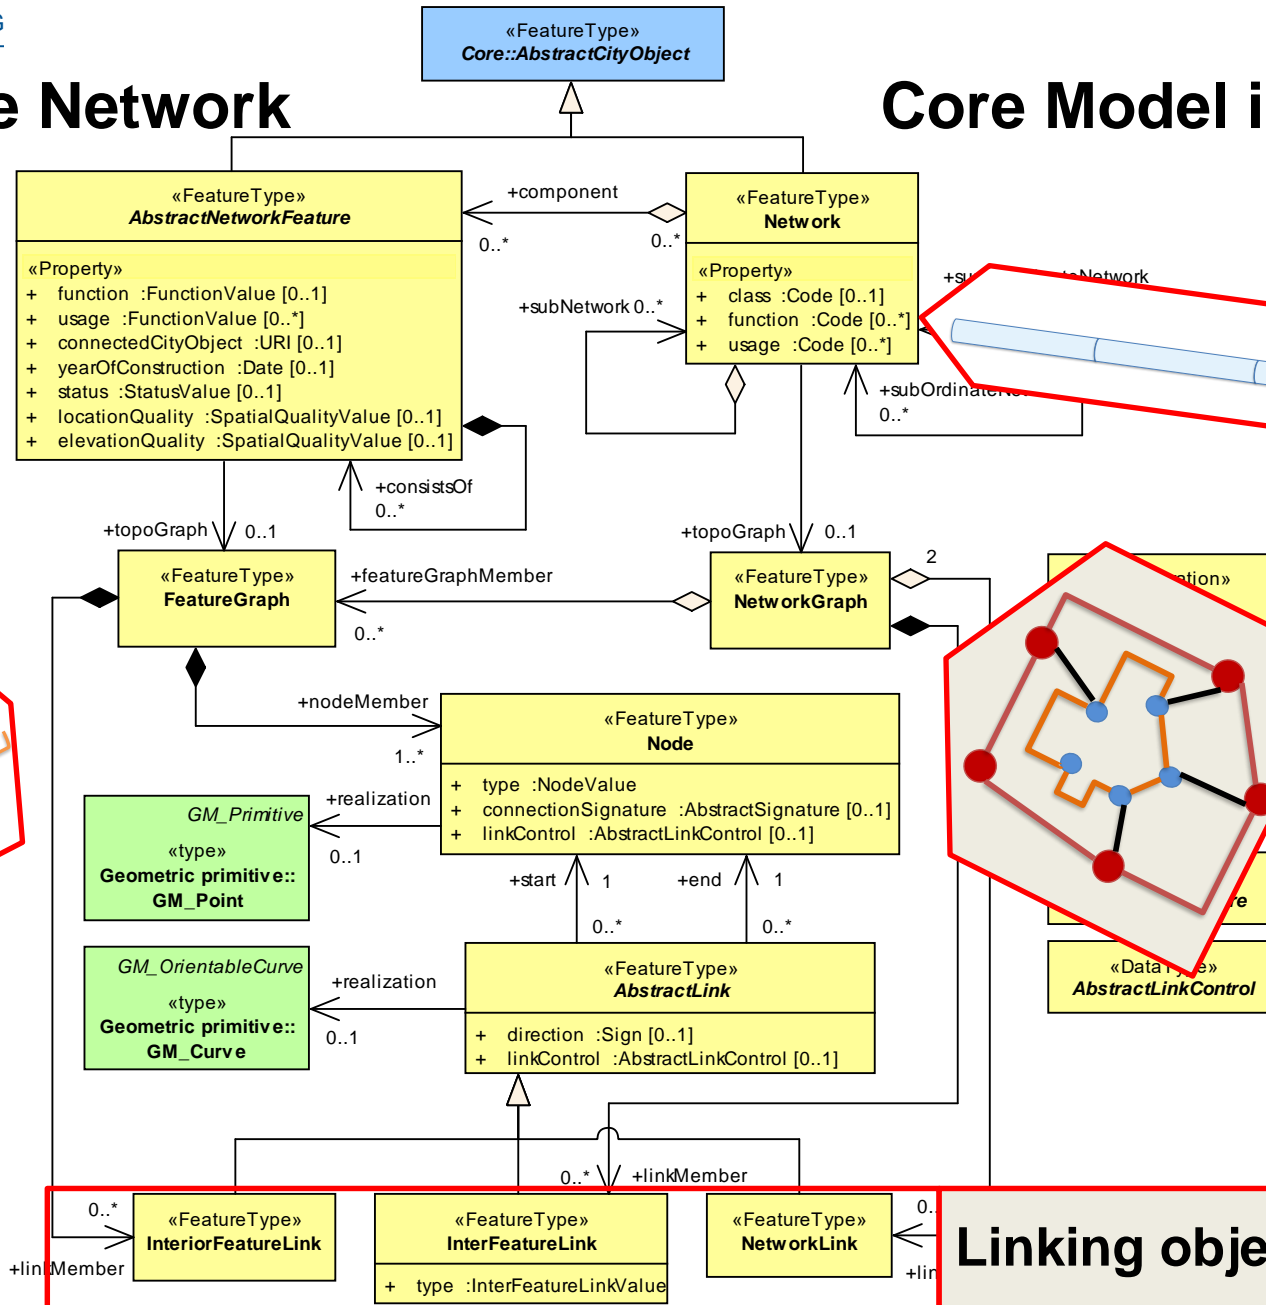 G
«FeatureType»
Core::AbstractCityObject
e Network
Core Model i
«FeatureType»
AbstractNetworkFeature
«Property»
+ function :FunctionValue [0..1]
+ usage :FunctionValue [0..*]
+ connectedCityObject :URI [0..1]
+ yearOfConstruction :Date [0..1]
+ status :StatusValue [0..1]
+ locationQuality :SpatialQualityValue [0..1]
+ elevationQuality :SpatialQualityValue [0..1]
+component
0..*
0..*
«FeatureType»
Network
«Property»
+ class :Code [0..1]
+ function :Code [0..*]
+ usage :Code [0..*]
+subNetwork 0..*
+subOrdinateNe
0..*
+consistsOf
0..*
+topoGraph
0..1
+topoGraph
0..1
«FeatureType»
FeatureGraph
+featureGraphMember
0..*
«FeatureType»
NetworkGraph
2
+nodeMember
1..*
«FeatureType»
Node
+ type :NodeValue
+ connectionSignature :AbstractSignature [0..1]
+ linkControl :AbstractLinkControl [0..1]
+realization
0..1
GM_Primitive
«type»
Geometric primitive::
GM_Point
+start
1
0..*
+end
1
0..*
GM_OrientableCurve
«type»
Geometric primitive::
GM_Curve
+realization
0..1
«FeatureType»
AbstractLink
+ direction :Sign [0..1]
+ linkControl :AbstractLinkControl [0..1]
AbstractLinkControl
0..*
+linkMember
0..*
+linkMember
«FeatureType»
InteriorFeatureLink
«FeatureType»
InterFeatureLink
+ type :InterFeatureLinkValue
«FeatureType»
NetworkLink
0..
+lin
Linking obje